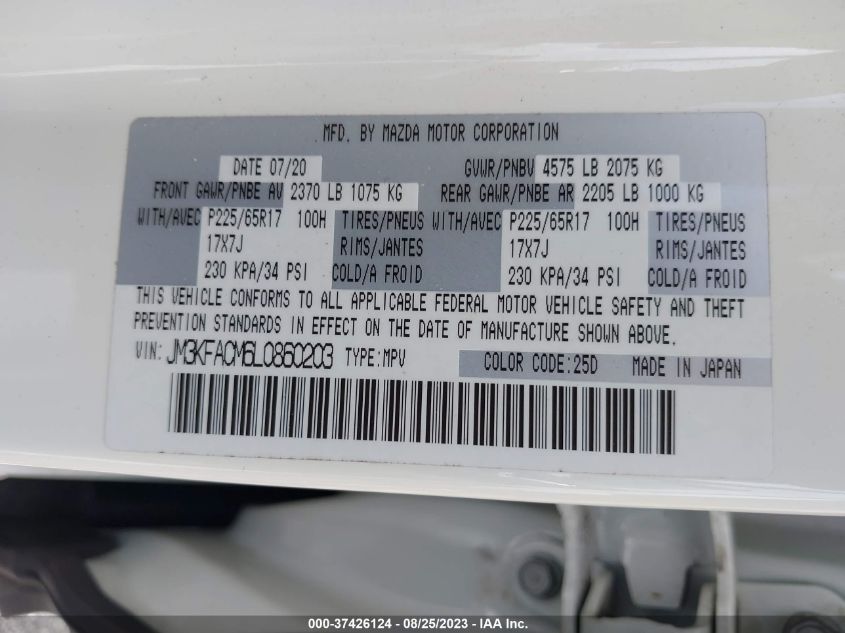 MFD. BY MAZDA MOTOR CORPORATION
DATE 07/20 GVWR/PNBV 4575 LB 2075 KG
FRONT GAWR/PNBE AV 2370 LB 1075 KG REAR GAWR/PNBE AR 2205 LB 1000 KG
WITH/AVEC P225/65R17 100H TIRES/PNEUS WITH/AVEC P225/65R17 100H TIRES/PNEUS
17X7J RIMS/JANTES 17X7J RIMS/JANTES
230 KPA/34 PSI COLD/A FROID 230 KPA/34 PSI COLD/A FROID
THIS VEHICLE CONFORMS TO ALL APPLICABLE FEDERAL MOTOR VEHICLE SAFETY AND THEFT
PREVENTION STANDARDS IN EFFECT ON THE DATE OF MANUFACTURE SHOWN ABOVE.
VIN: JM3KFACM6L0860203 TYPE:MPV COLOR CODE:25D MADE IN JAPAN
000-37426124 - 08/25/2023 - IAA Inc.